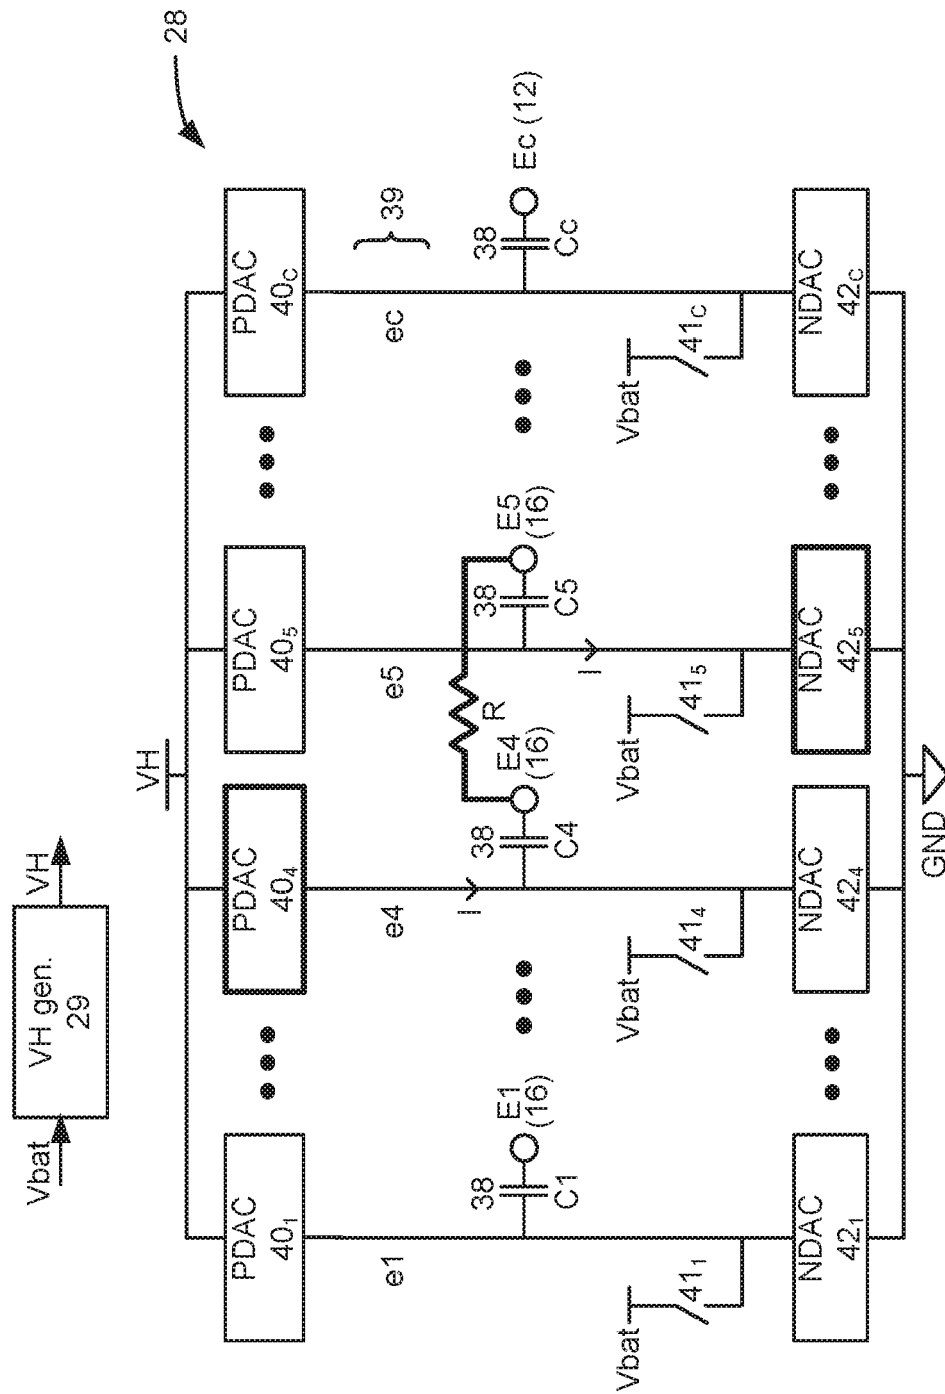 28
Vbat
VH gen.
29
VH
VH
PDAC
40₁
PDAC
40₄
PDAC
40₅
PDAC
40C
e1
e4
e5
ec
39
I
R
38
C1
E1
(16)
38
C4
E4
(16)
38
C5
E5
(16)
38
Cc
Ec (12)
I
Vbat
41₁
Vbat
41₄
Vbat
41₅
Vbat
41C
NDAC
42₁
NDAC
42₄
NDAC
42₅
NDAC
42C
GND